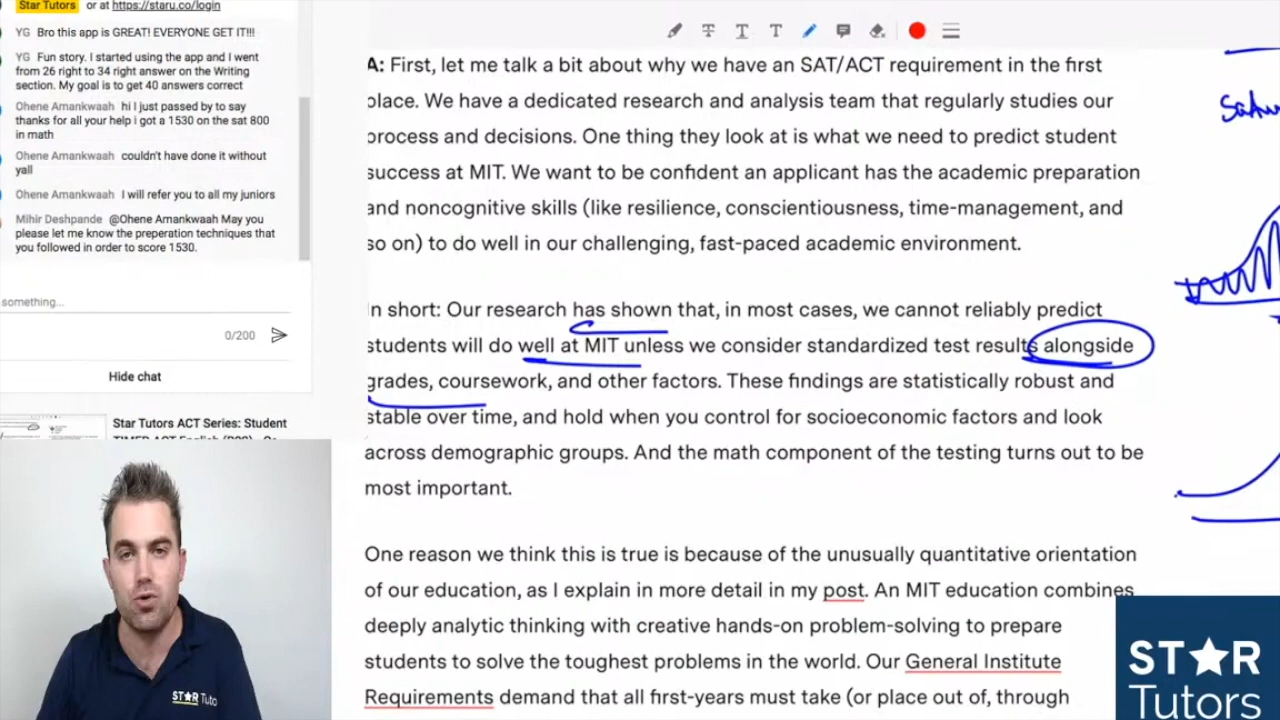 Star Tutors or at https://staru.co/login
YG Bro this app is GREAT! EVERYONE GET IT!!!
YG Fun story. I started using the app and I went
from 26 right to 34 right answer on the Writing
section. My goal is to get 40 answers correct
Ohene Amankwaah hi I just passed by to say
thanks for all your help i got a 1530 on the sat 800
in math
Ohene Amankwaah couldn't have done it without
yall
Ohene Amankwaah I will refer you to all my juniors
Mihir Deshpande @Ohene Amankwaah May you
please let me know the preperation techniques that
you followed in order to score 1530.
something...
0/200
Hide chat
Star Tutors ACT Series: Student
A: First, let me talk a bit about why we have an SAT/ACT requirement in the first
place. We have a dedicated research and analysis team that regularly studies our
process and decisions. One thing they look at is what we need to predict student
success at MIT. We want to be confident an applicant has the academic preparation
and noncognitive skills (like resilience, conscientiousness, time-management, and
so on) to do well in our challenging, fast-paced academic environment.
In short: Our research has shown that, in most cases, we cannot reliably predict
students will do well at MIT unless we consider standardized test results alongside
grades, coursework, and other factors. These findings are statistically robust and
stable over time, and hold when you control for socioeconomic factors and look
across demographic groups. And the math component of the testing turns out to be
most important.
One reason we think this is true is because of the unusually quantitative orientation
of our education, as I explain in more detail in my post. An MIT education combines
deeply analytic thinking with creative hands-on problem-solving to prepare
students to solve the toughest problems in the world. Our General Institute
Requirements demand that all first-years must take (or place out of, through
STAR
Tutors
STAR Tuto